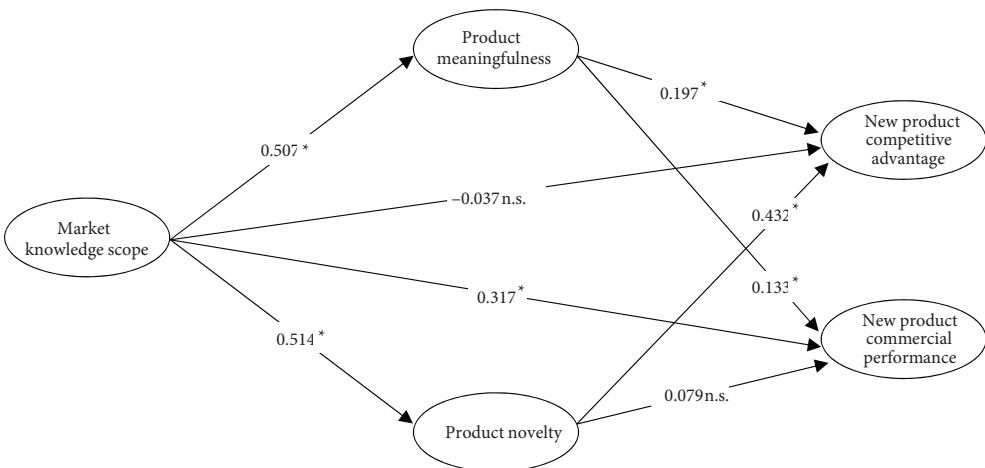 Product
meaningfulness
0.197*
New product
competitive
advantage
0.507*
–0.037 n.s.
0.432*
Market
knowledge scope
0.317*
0.133*
New product
commercial
performance
0.514*
0.079 n.s.
Product novelty